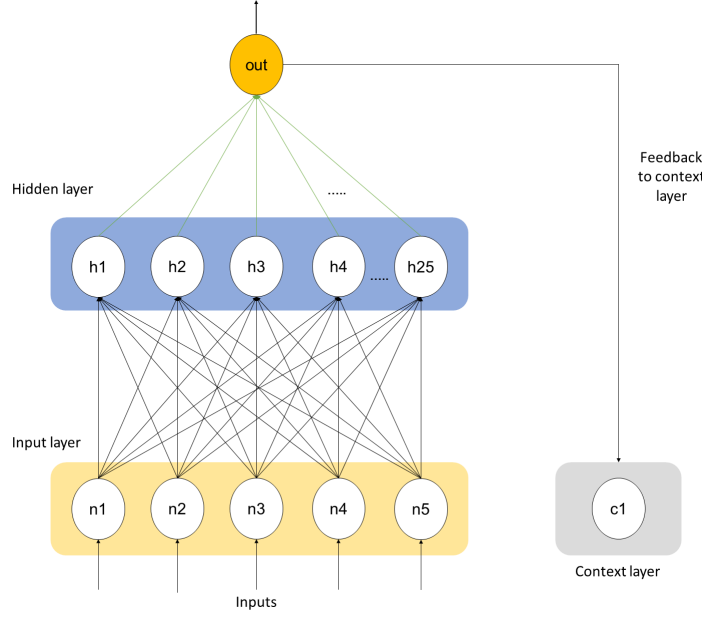 out
Feedback
to context
layer
Hidden layer
.....
h1 h2 h3 h4 ..... h25
Input layer
n1 n2 n3 n4 n5 c1
Context layer
Inputs